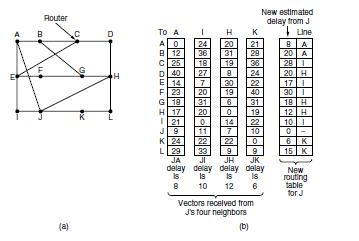 Router
A B C D
E F G H
I J K L
(a)
New estimated
delay from J
To A I H K Line
A 0 24 20 21 8 A
B 12 36 31 28 20 A
C 25 18 19 36 28 I
D 40 27 8 24 20 H
E 14 7 30 22 17 I
F 23 20 19 40 30 I
G 18 31 6 31 18 H
H 17 20 0 19 12 H
I 21 0 14 22 10 I
J 9 11 7 10 0 –
K 24 22 22 0 6 K
L 29 33 9 9 15 K
JA JI JH JK
delay delay delay delay
is is is is
8 10 12 6
New
routing
table
for J
Vectors received from
J's four neighbors
(b)